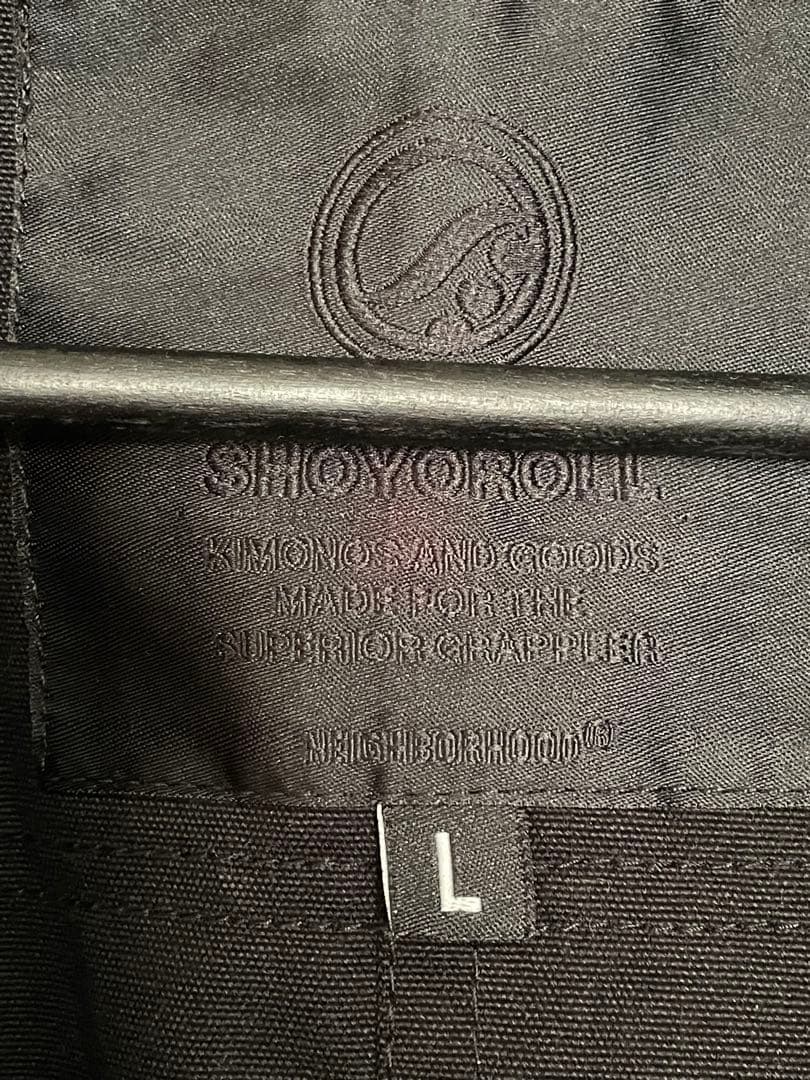 SHOYOROLL
KIMONOS AND GOODS
MADE FOR THE
SUPERIOR GRAPPLER
NEIGHBORHOOD®
L